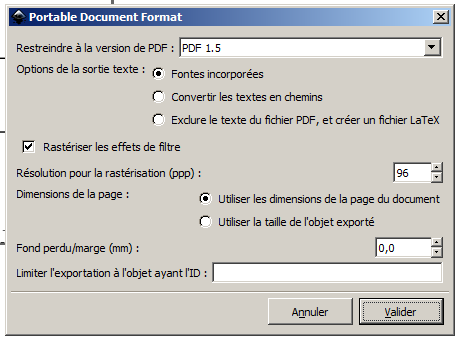 Portable Document Format
Restreindre à la version de PDF : PDF 1.5
Options de la sortie texte : Fontes incorporées
Convertir les textes en chemins
Exclure le texte du fichier PDF, et créer un fichier LaTeX
Rastériser les effets de filtre
Résolution pour la rastérisation (ppp) : 96
Dimensions de la page : Utiliser les dimensions de la page du document
Utiliser la taille de l'objet exporté
Fond perdu/marge (mm) : 0,0
Limiter l'exportation à l'objet ayant l'ID :
Annuler Valider